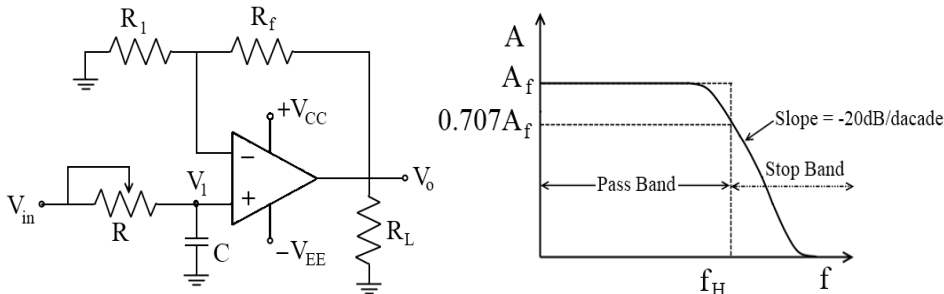 R1
Rf
+VCC
−
+
Vin
R
V1
C
−VEE
Vo
RL
A
Af
0.707Af
Slope = -20dB/dacade
Pass Band
Stop Band
fH
f